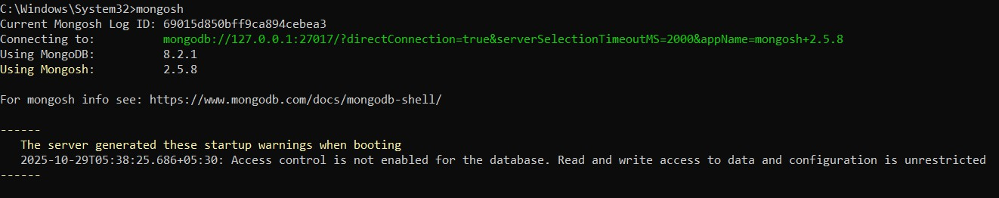 C:\Windows\System32>mongosh
Current Mongosh Log ID: 69015d850bff9ca894cebea3
Connecting to:          mongodb://127.0.0.1:27017/?directConnection=true&serverSelectionTimeoutMS=2000&appName=mongosh+2.5.8
Using MongoDB:          8.2.1
Using Mongosh:          2.5.8
For mongosh info see: https://www.mongodb.com/docs/mongodb-shell/
------
   The server generated these startup warnings when booting
   2025-10-29T05:38:25.686+05:30: Access control is not enabled for the database. Read and write access to data and configuration is unrestricted
------